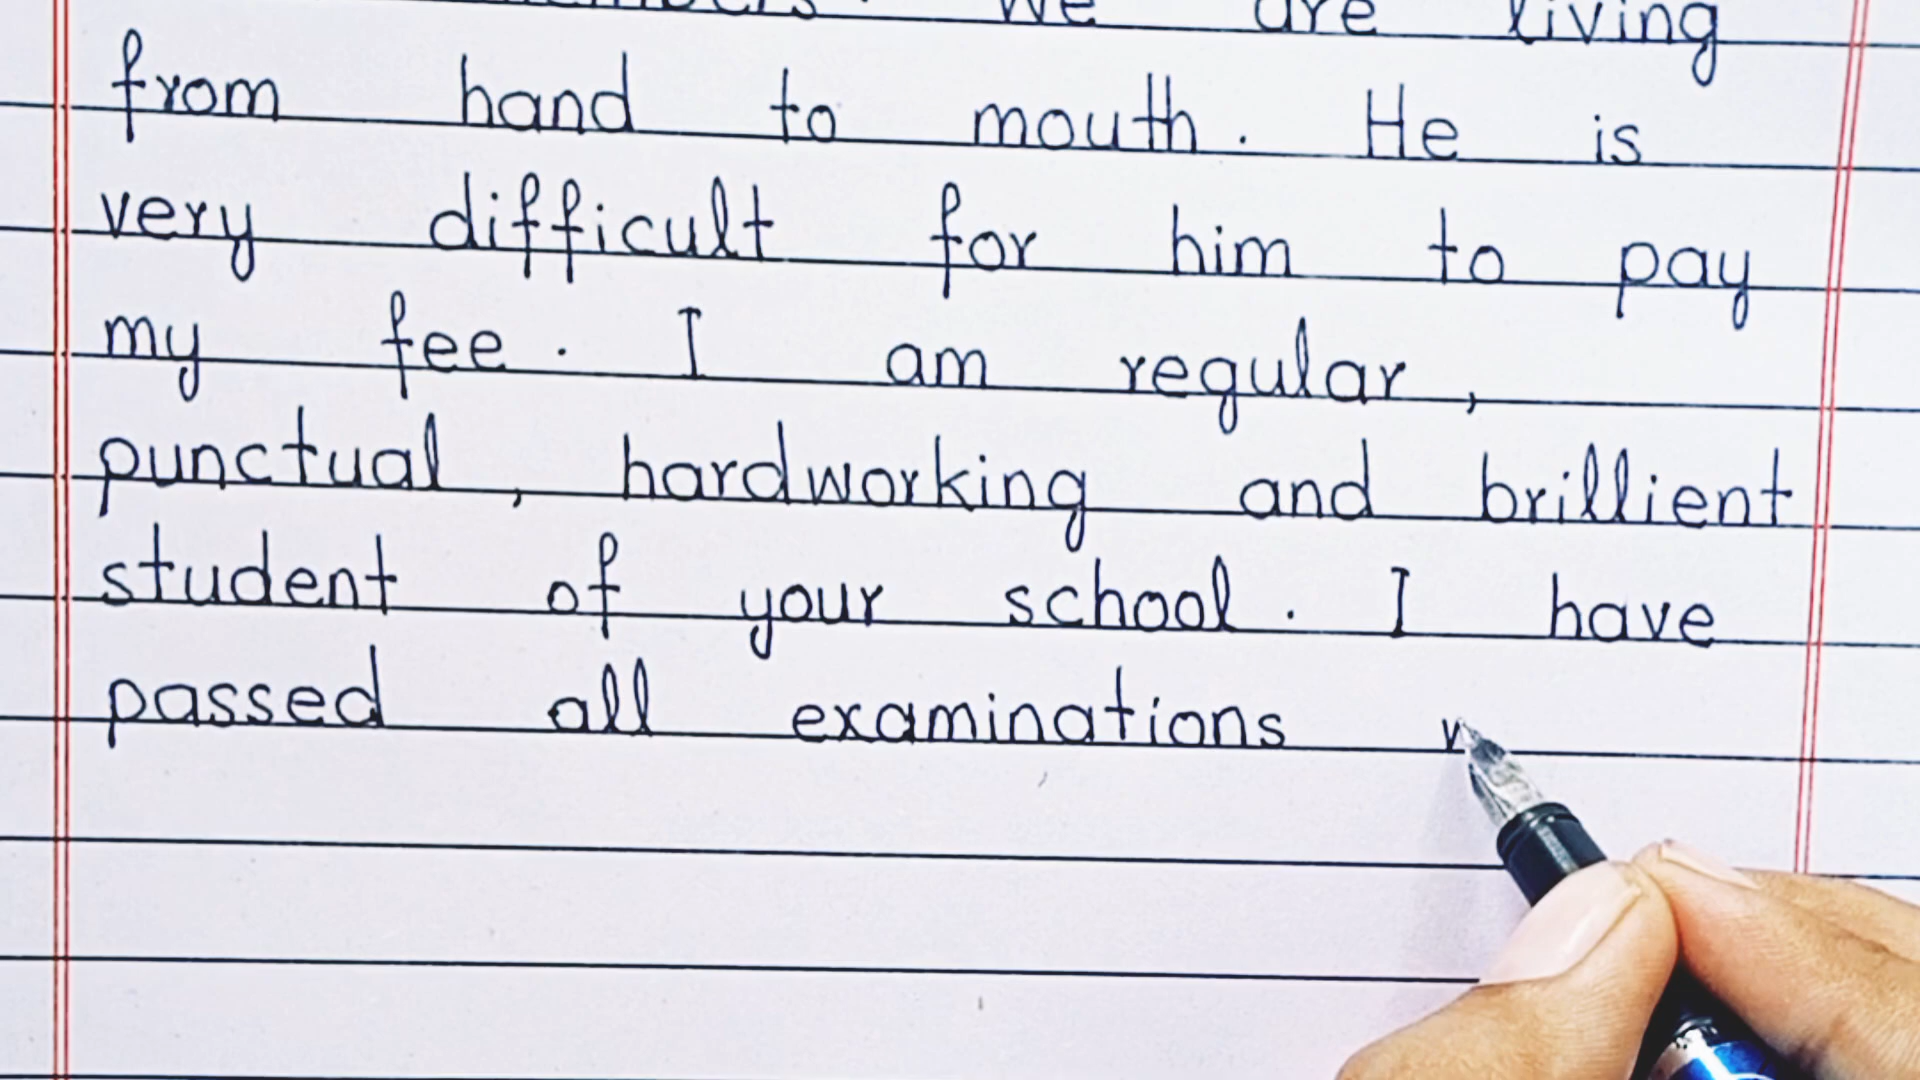 We are living
from hand to mouth. He is
very difficult for him to pay
my fee. I am regular,
punctual, hardworking and brillient
student of your school. I have
passed all examinations